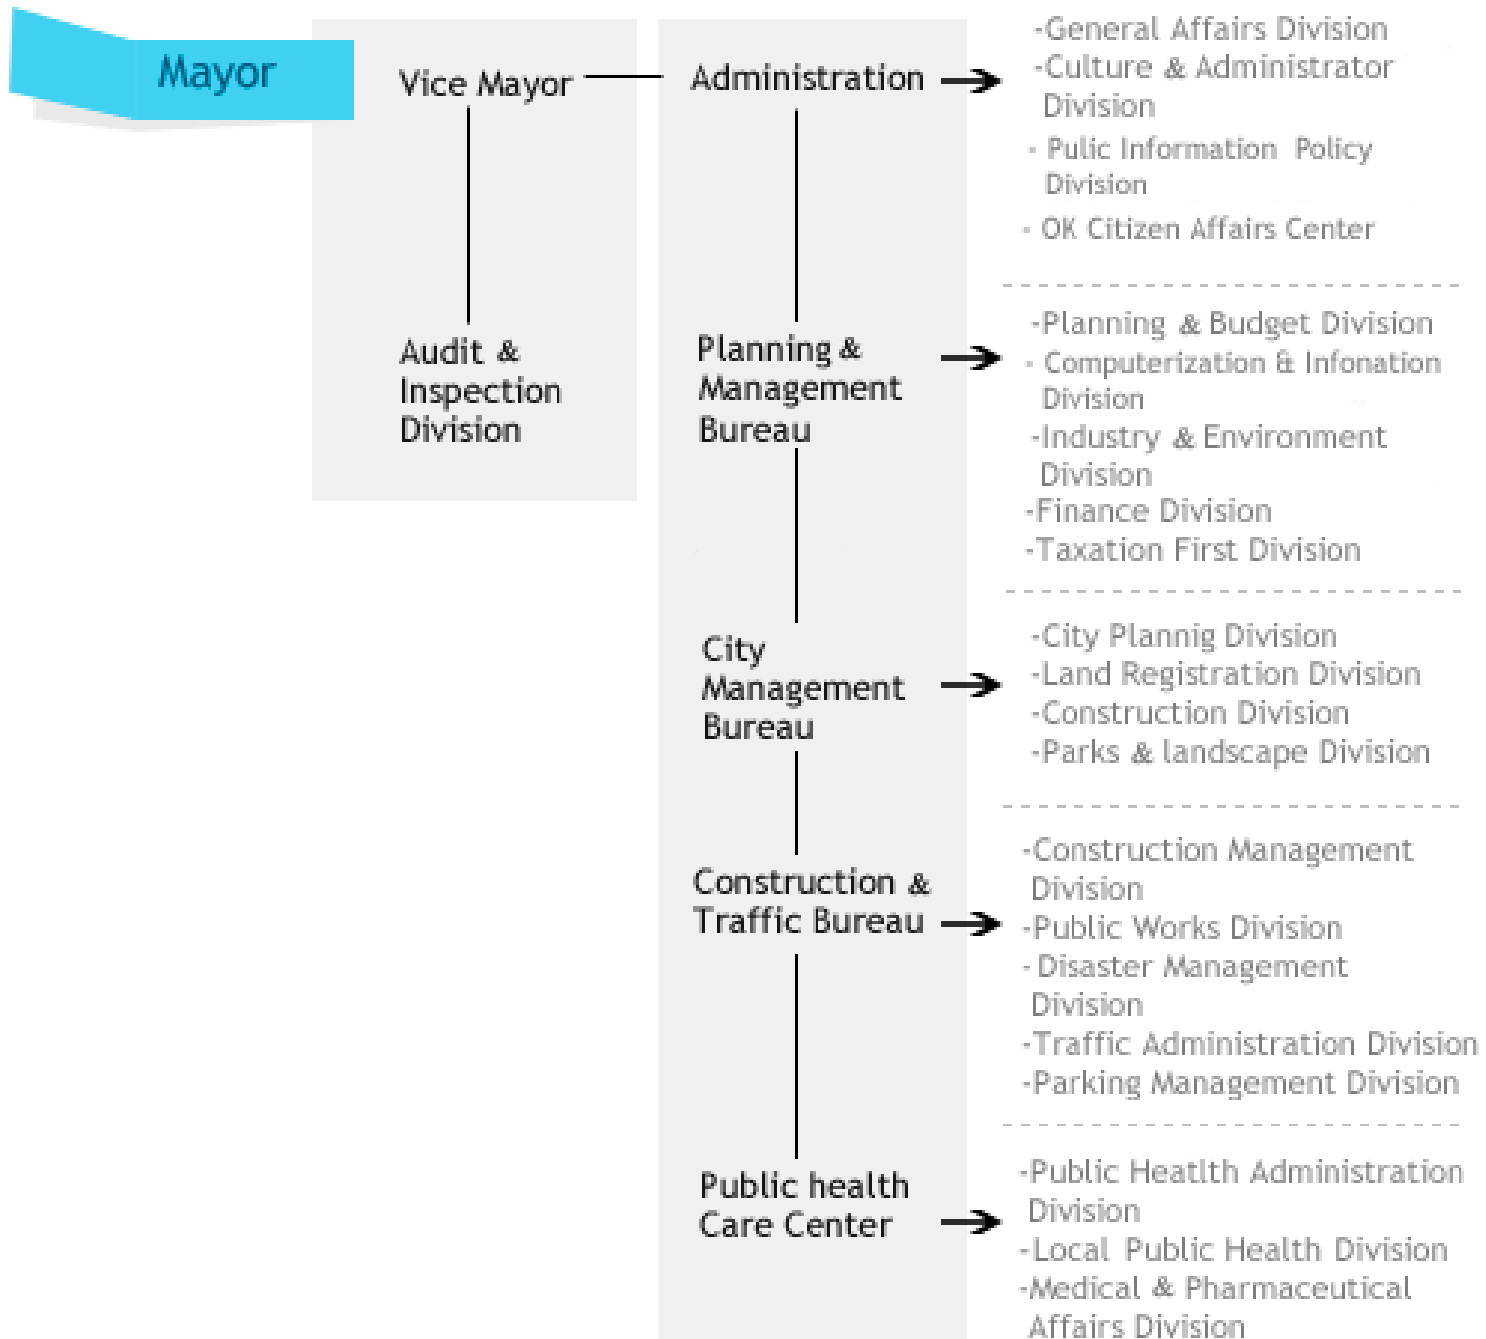 Mayor
Vice Mayor
Audit &
Inspection
Division
Administration
-General Affairs Division
-Culture & Administrator
Division
- Pulic Information Policy
Division
- OK Citizen Affairs Center
Planning &
Management
Bureau
-Planning & Budget Division
- Computerization & Infonation
Division
-Industry & Environment
Division
-Finance Division
-Taxation First Division
City
Management
Bureau
-City Plannig Division
-Land Registration Division
-Construction Division
-Parks & landscape Division
Construction &
Traffic Bureau
-Construction Management
Division
-Public Works Division
- Disaster Management
Division
-Traffic Administration Division
-Parking Management Division
Public health
Care Center
-Public Heatlth Administration
Division
-Local Public Health Division
-Medical & Pharmaceutical
Affairs Division